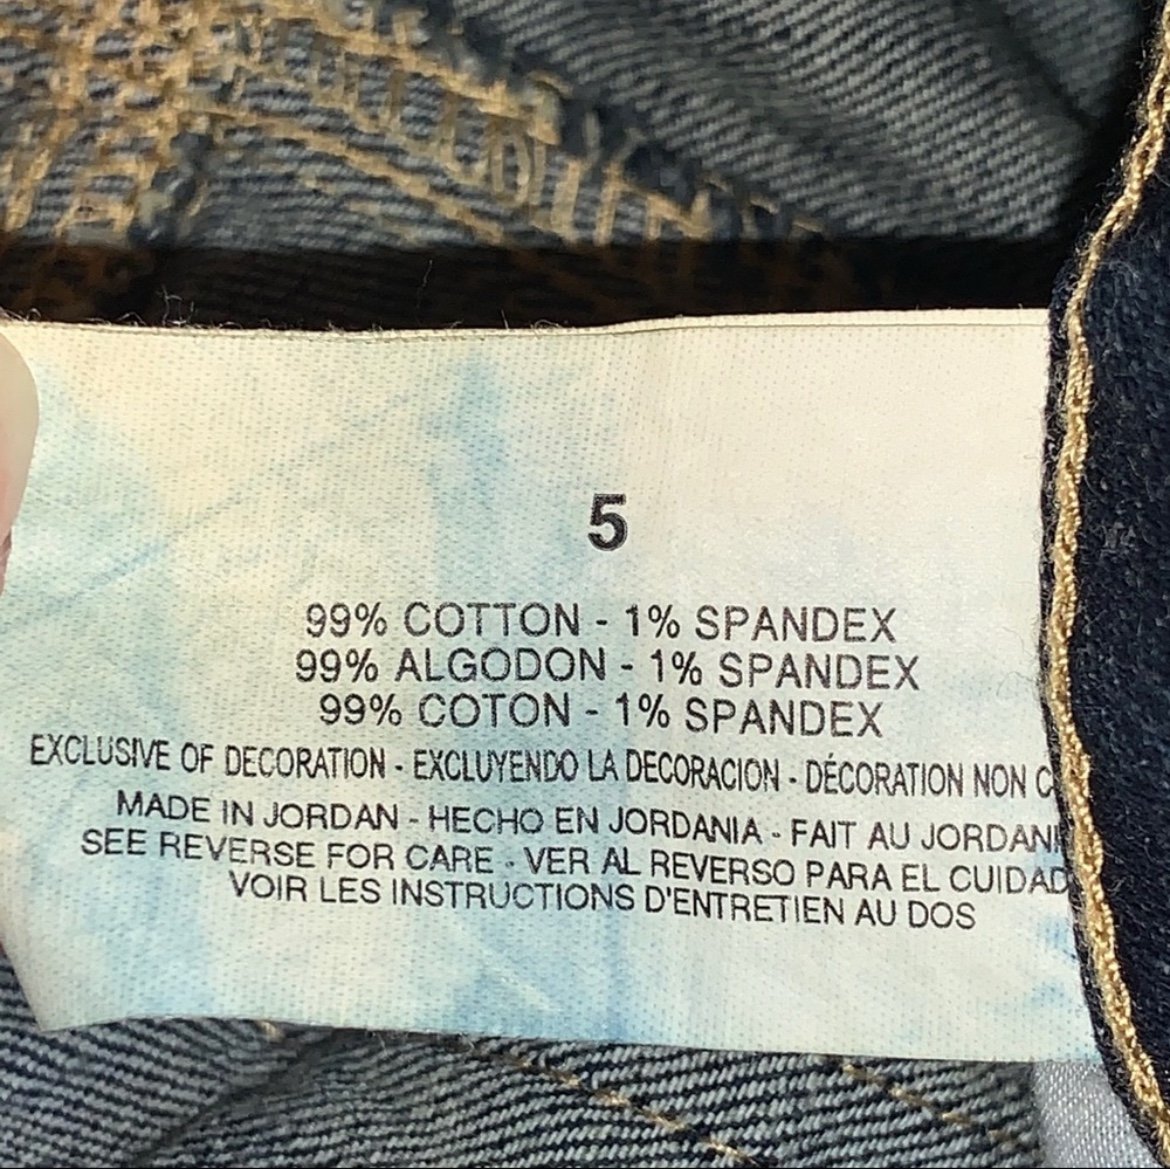 5
99% COTTON - 1% SPANDEX
99% ALGODON - 1% SPANDEX
99% COTON - 1% SPANDEX
EXCLUSIVE OF DECORATION - EXCLUYENDO LA DECORACION - DÉCORATION NON C
MADE IN JORDAN - HECHO EN JORDANIA - FAIT AU JORDANI
SEE REVERSE FOR CARE - VER AL REVERSO PARA EL CUIDAD
VOIR LES INSTRUCTIONS D'ENTRETIEN AU DOS